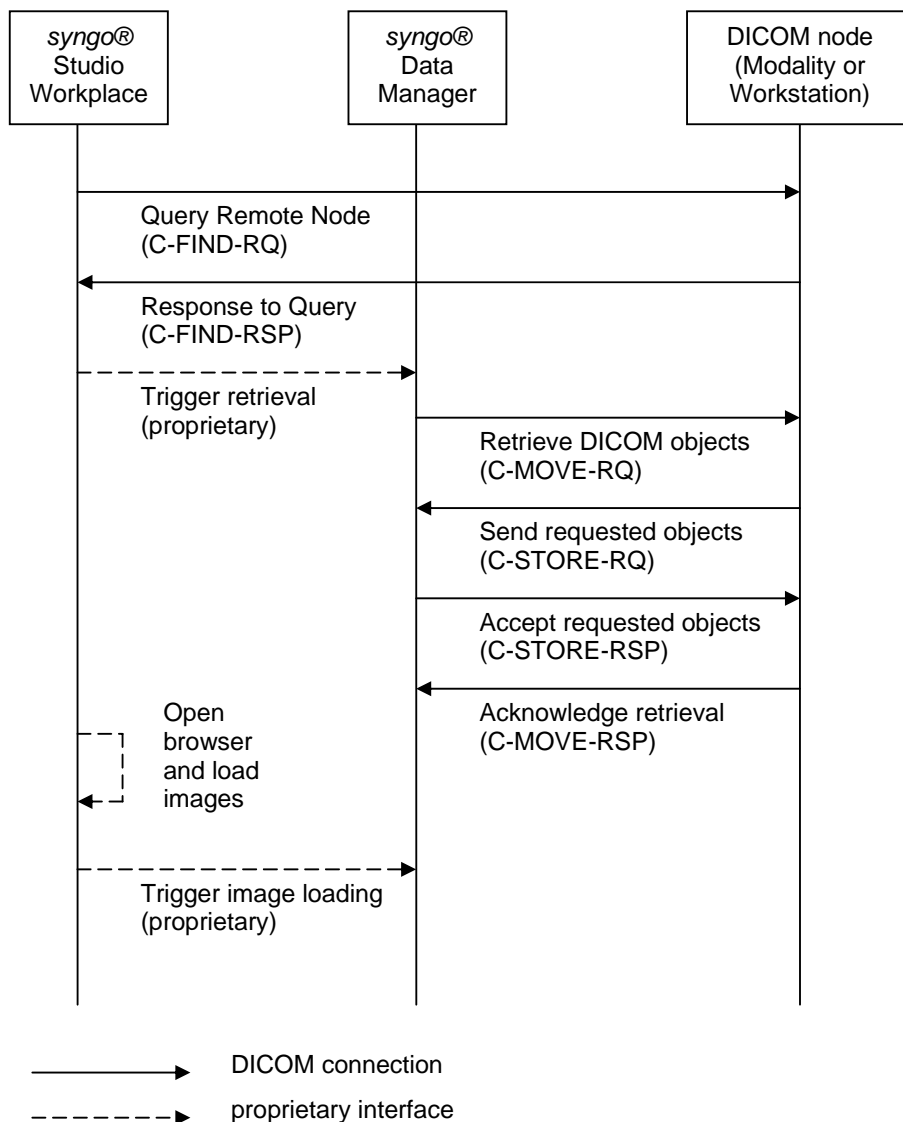 syngo®
Studio
Workplace
syngo®
Data
Manager
DICOM node
(Modality or
Workstation)
Query Remote Node
(C-FIND-RQ)
Response to Query
(C-FIND-RSP)
Trigger retrieval
(proprietary)
Retrieve DICOM objects
(C-MOVE-RQ)
Send requested objects
(C-STORE-RQ)
Accept requested objects
(C-STORE-RSP)
Acknowledge retrieval
(C-MOVE-RSP)
Open
browser
and load
images
Trigger image loading
(proprietary)
DICOM connection
proprietary interface